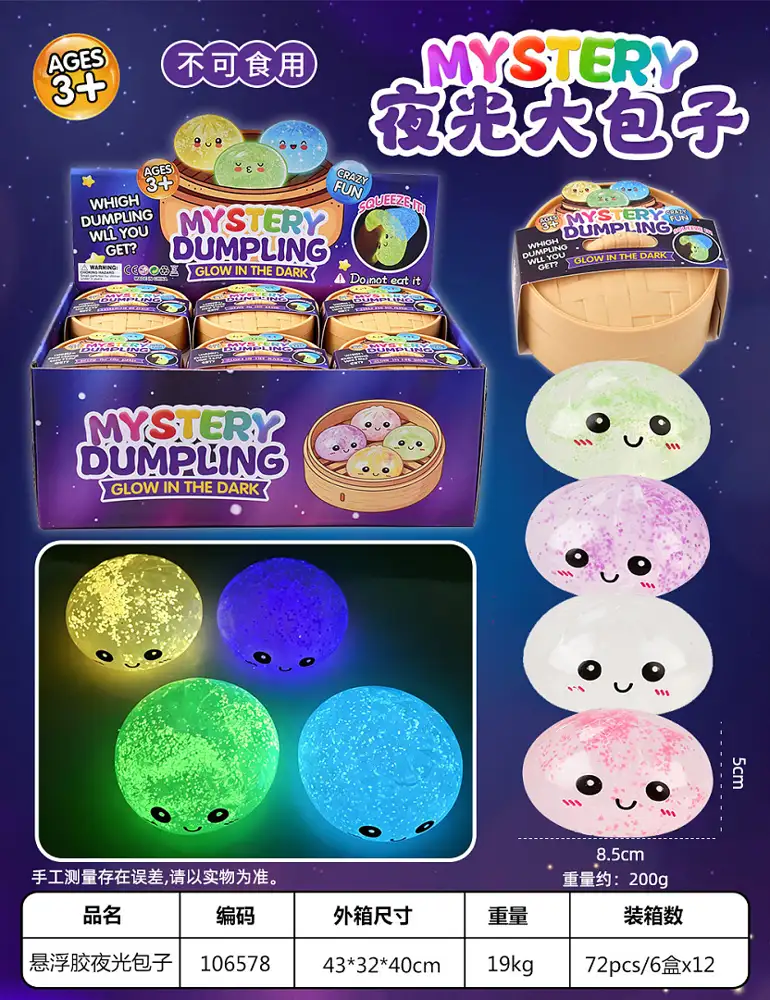 AGES
3+
不可食用
MYSTERY
夜光大包子
AGES
3+
CRAZY
FUN
WHIGH
DUMPLING
WLL YOU
GET?
MYSTERY
DUMPLING
GLOW IN THE DARK
SQUEEZE IT!
WARNING:
Do not eat it
AGES
3+
CRAZY
FUN
WHIGH
DUMPLING
WLL YOU
GET?
MYSTERY
DUMPLING
GLOW IN THE DARK
MYSTERY
DUMPLING
GLOW IN THE DARK
5cm
8.5cm
重量约：200g
手工测量存在误差,请以实物为准。
品名 编码 外箱尺寸 重量 装箱数
悬浮胶夜光包子 106578 43*32*40cm 19kg 72pcs/6盒x12